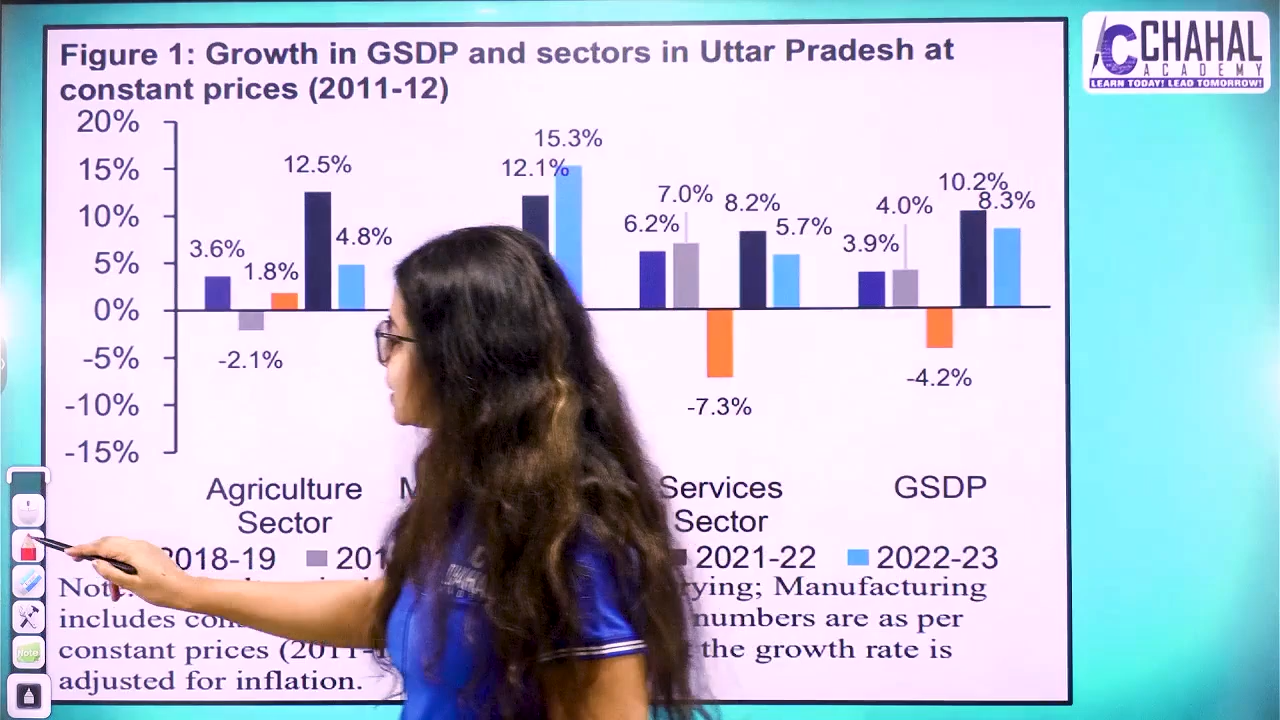 Figure 1: Growth in GSDP and sectors in Uttar Pradesh at
constant prices (2011-12)
CHAHAL
ACADEMY
LEARN TODAY! LEAD TOMORROW!
20%
15%
10%
5%
0%
-5%
-10%
-15%
3.6%
-2.1%
1.8%
12.5%
4.8%
12.1%
15.3%
6.2%
7.0%
-7.3%
8.2%
5.7%
3.9%
4.0%
-4.2%
10.2%
8.3%
Agriculture
Sector
Services
Sector
GSDP
2018-19 2021-22 2022-23
Manufacturing
includes numbers are as per
constant prices the growth rate is
adjusted for inflation.
Note